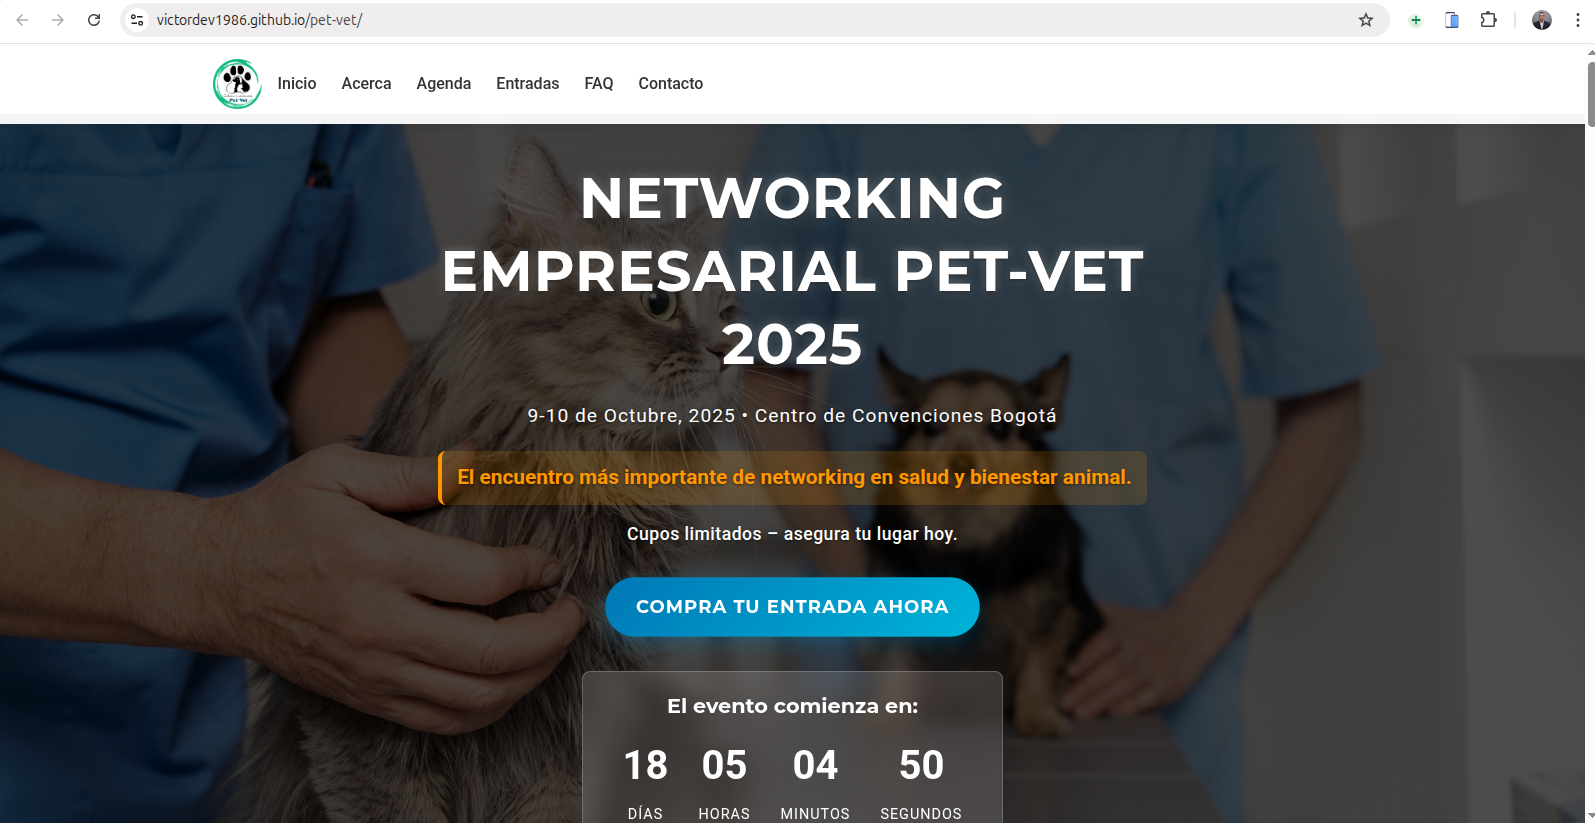 victordev1986.github.io/pet-vet/
Pet-Vet
Inicio Acerca Agenda Entradas FAQ Contacto
NETWORKING
EMPRESARIAL PET-VET
2025
9-10 de Octubre, 2025 • Centro de Convenciones Bogotá
El encuentro más importante de networking en salud y bienestar animal.
Cupos limitados – asegura tu lugar hoy.
COMPRA TU ENTRADA AHORA
El evento comienza en:
18 05 04 50
DÍAS HORAS MINUTOS SEGUNDOS